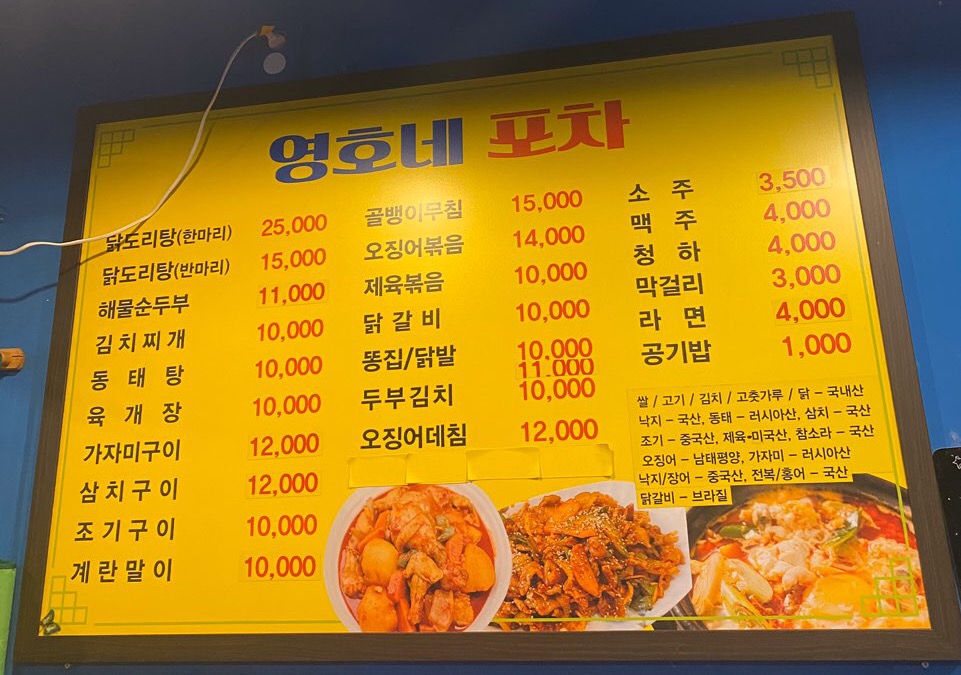 영호네 포차
닭도리탕(한마리) 25,000
닭도리탕(반마리) 15,000
해물순두부 11,000
김치찌개 10,000
동태탕 10,000
육개장 10,000
가자미구이 12,000
삼치구이 12,000
조기구이 10,000
계란말이 10,000
골뱅이무침 15,000
오징어볶음 14,000
제육볶음 10,000
닭갈비 10,000
똥집/닭발 10,000
11,000
두부김치 10,000
오징어데침 12,000
소주 3,500
맥주 4,000
청하 4,000
막걸리 3,000
라면 4,000
공기밥 1,000
쌀 / 고기 / 김치 / 고춧가루 / 닭 – 국내산
낙지 – 국산, 동태 – 러시아산, 삼치 – 국산
조기 – 중국산, 제육•미국산, 참소라 – 국산
오징어 – 남태평양, 가자미 – 러시아산
낙지/장어 – 중국산, 전복/홍어 – 국산
닭갈비 – 브라질